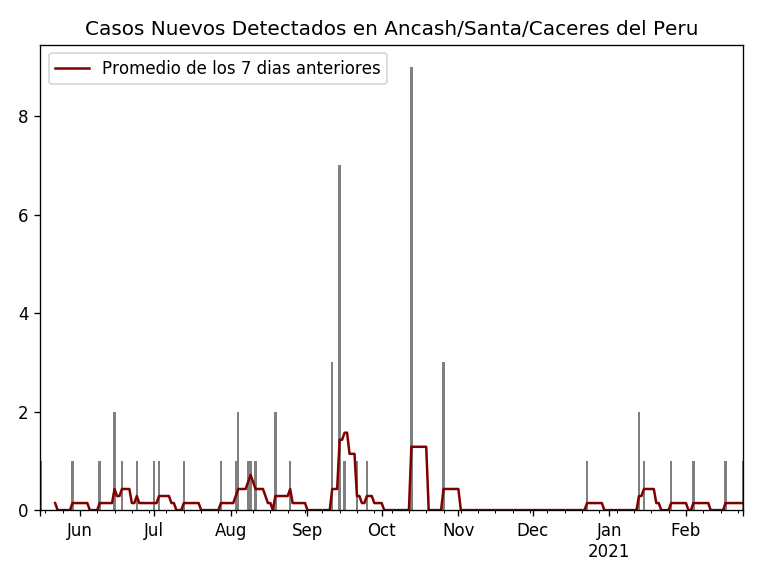 Casos Nuevos Detectados en Ancash/Santa/Caceres del Peru
Promedio de los 7 dias anteriores
8
6
4
2
0
Jun Jul Aug Sep Oct Nov Dec Jan Feb
2021